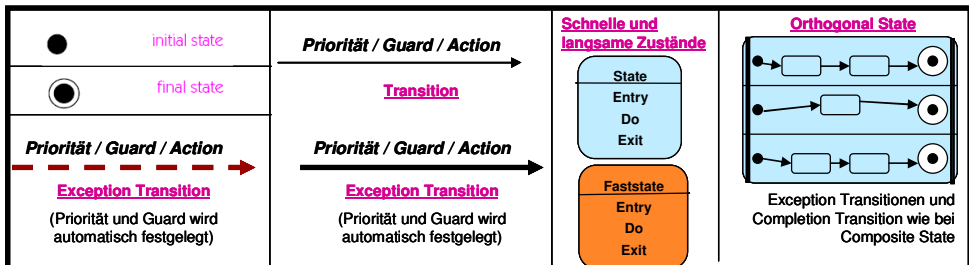 initial state
final state
Priorität / Guard / Action
Exception Transition
(Priorität und Guard wird
automatisch festgelegt)
Priorität / Guard / Action
Transition
Priorität / Guard / Action
Exception Transition
(Priorität und Guard wird
automatisch festgelegt)
Schnelle und
langsame Zustände
State
Entry
Do
Exit
Faststate
Entry
Do
Exit
Orthogonal State
Exception Transitionen und
Completion Transition wie bei
Composite State